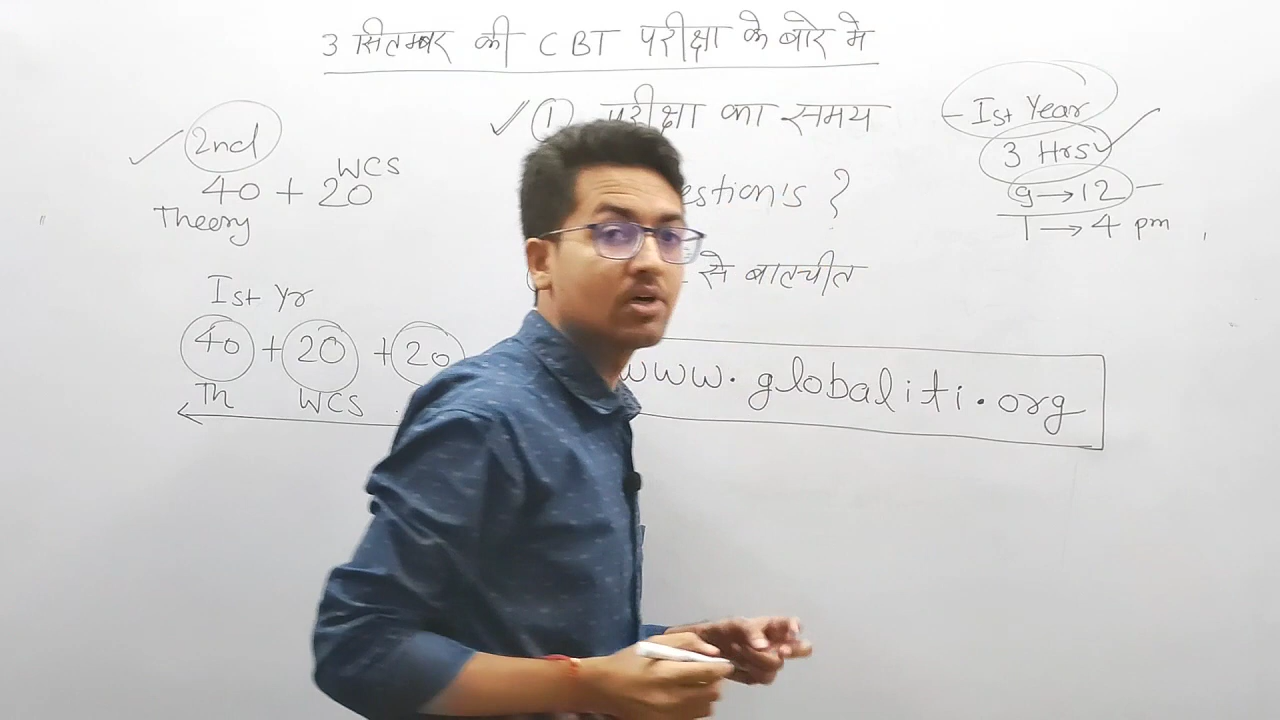 3 सितम्बर की CBT परीक्षा के बारे मे
✓ ① परीक्षा का समय
? 
से बातचीत
www.globaliti.org
✓ 2nd
WCS
40 + 20
Theory
Ist Yr
40 + 20 + 20
Th WCS
- Ist Year
3 Hrs ✓
9 → 12 -
1 → 4 pm